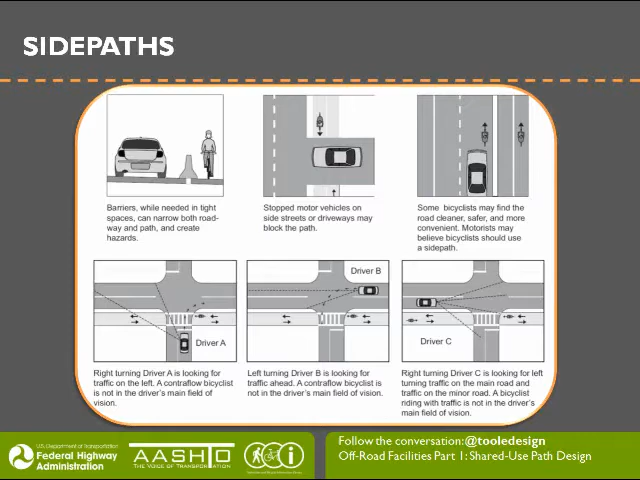 SIDEPATHS
Barriers, while needed in tight
spaces, can narrow both road-
way and path, and create
hazards.
Stopped motor vehicles on
side streets or driveways may
block the path.
Some bicyclists may find the
road cleaner, safer, and more
convenient. Motorists may
believe bicyclists should use
a sidepath.
Driver A
Driver B
Driver C
Right turning Driver A is looking for
traffic on the left. A contraflow bicyclist
is not in the driver's main field of
vision.
Left turning Driver B is looking for
traffic ahead. A contraflow bicyclist is
not in the driver's main field of vision.
Right turning Driver C is looking for left
turning traffic on the main road and
traffic on the minor road. A bicyclist
riding with traffic is not in the driver's
main field of vision.
U.S. Department of Transportation
Federal Highway
Administration
AASHTO
THE VOICE OF TRANSPORTATION
Follow the conversation: @tooledesign
Off-Road Facilities Part 1: Shared-Use Path Design